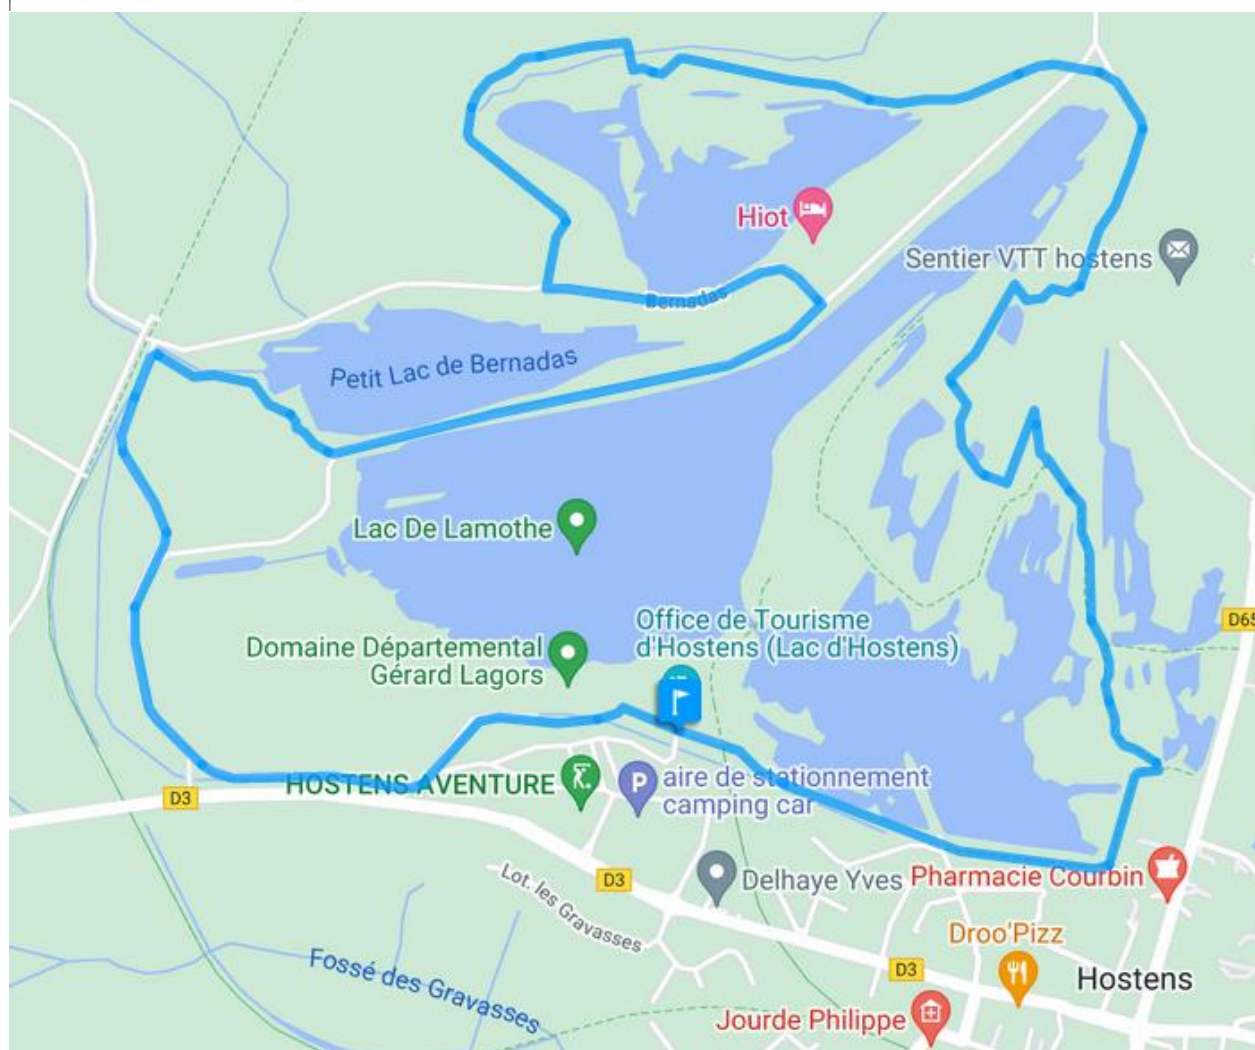 Hiot
Sentier VTT hostens
Bernadas
Petit Lac de Bernadas
Lac De Lamothe
Office de Tourisme
d'Hostens (Lac d'Hostens)
D65
Domaine Départemental
Gérard Lagors
HOSTENS AVENTURE
P
aire de stationnement
camping car
D3
D3
Delhaye Yves
Pharmacie Courbin
Lot. les Gravasses
Droo'Pizz
D3
Hostens
Fossé des Gravasses
Jourde Philippe